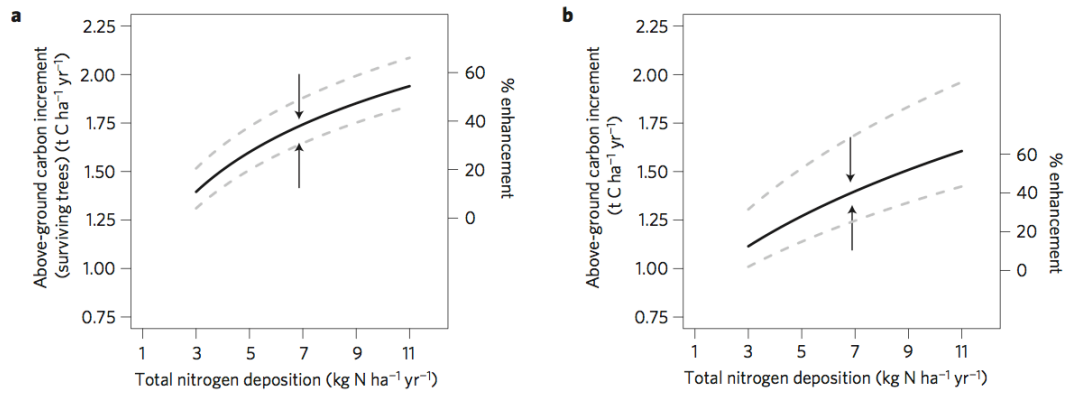 a
Above-ground carbon increment
(surviving trees) (t C ha⁻¹ yr⁻¹)
2.25
2.00
1.75
1.50
1.25
1.00
0.75
60
40
20
0
% enhancement
1 3 5 7 9 11
Total nitrogen deposition (kg N ha⁻¹ yr⁻¹)
b
Above-ground carbon increment
(t C ha⁻¹ yr⁻¹)
2.25
2.00
1.75
1.50
1.25
1.00
0.75
60
40
20
0
% enhancement
1 3 5 7 9 11
Total nitrogen deposition (kg N ha⁻¹ yr⁻¹)